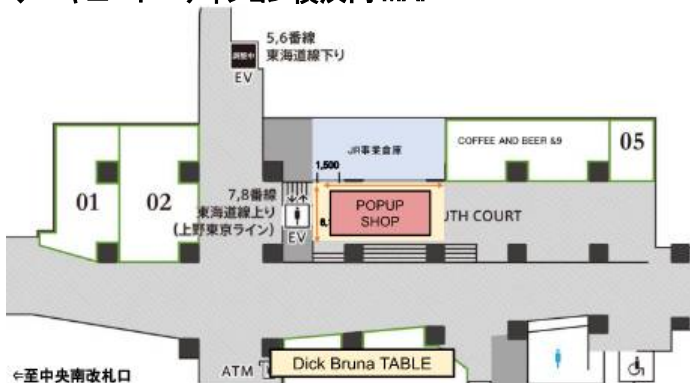 5,6番線
東海道線下り
調整中
EV
JR事業倉庫
COFFEE AND BEER &9
05
1,500
01
02
7,8番線
東海道線上り
(上野東京ライン)
EV
POPUP
SHOP
UTH COURT
Dick Bruna TABLE
ATM
←至中央南改札口